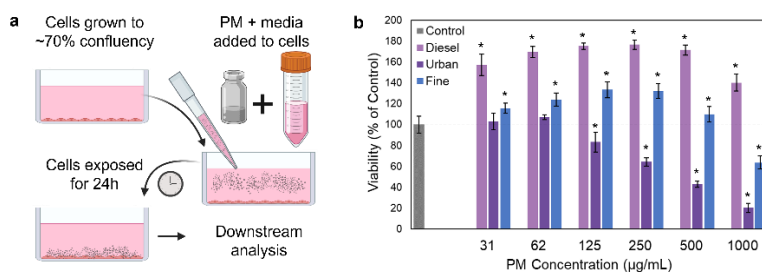 a
Cells grown to
~70% confluency
PM + media
added to cells
Cells exposed
for 24h
Downstream
analysis
b
Viability (% of Control)
200
180
160
140
120
100
80
60
40
20
0
Control
Diesel
Urban
Fine
* * *
* * *
* * *
* * *
* * *
* * *
31 62 125 250 500 1000
PM Concentration (µg/mL)